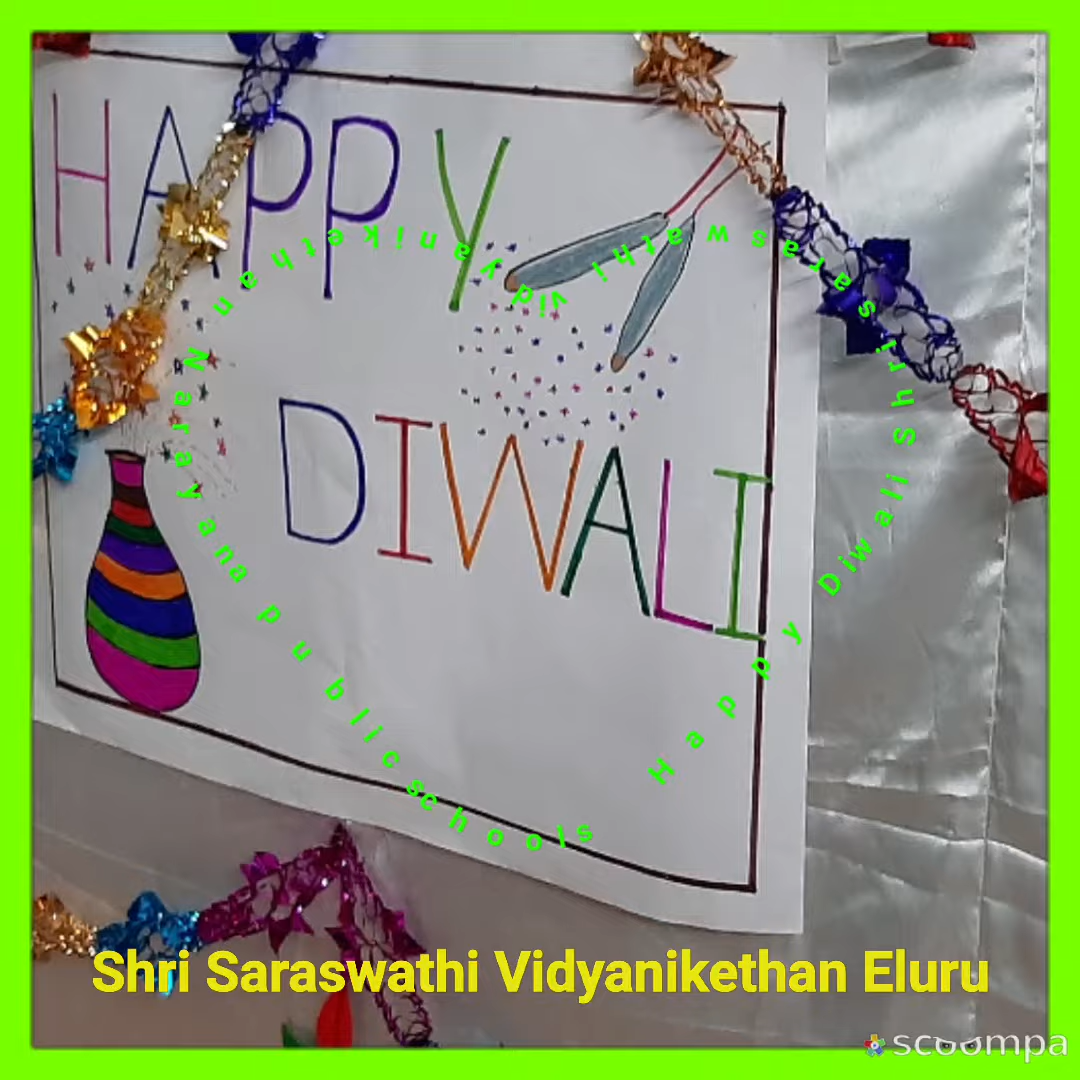 HAPPY
DIWALI
Happy Diwali Shri saraswathi vidyanikethan Narayana public schools
Shri Saraswathi Vidyanikethan Eluru
scoompa